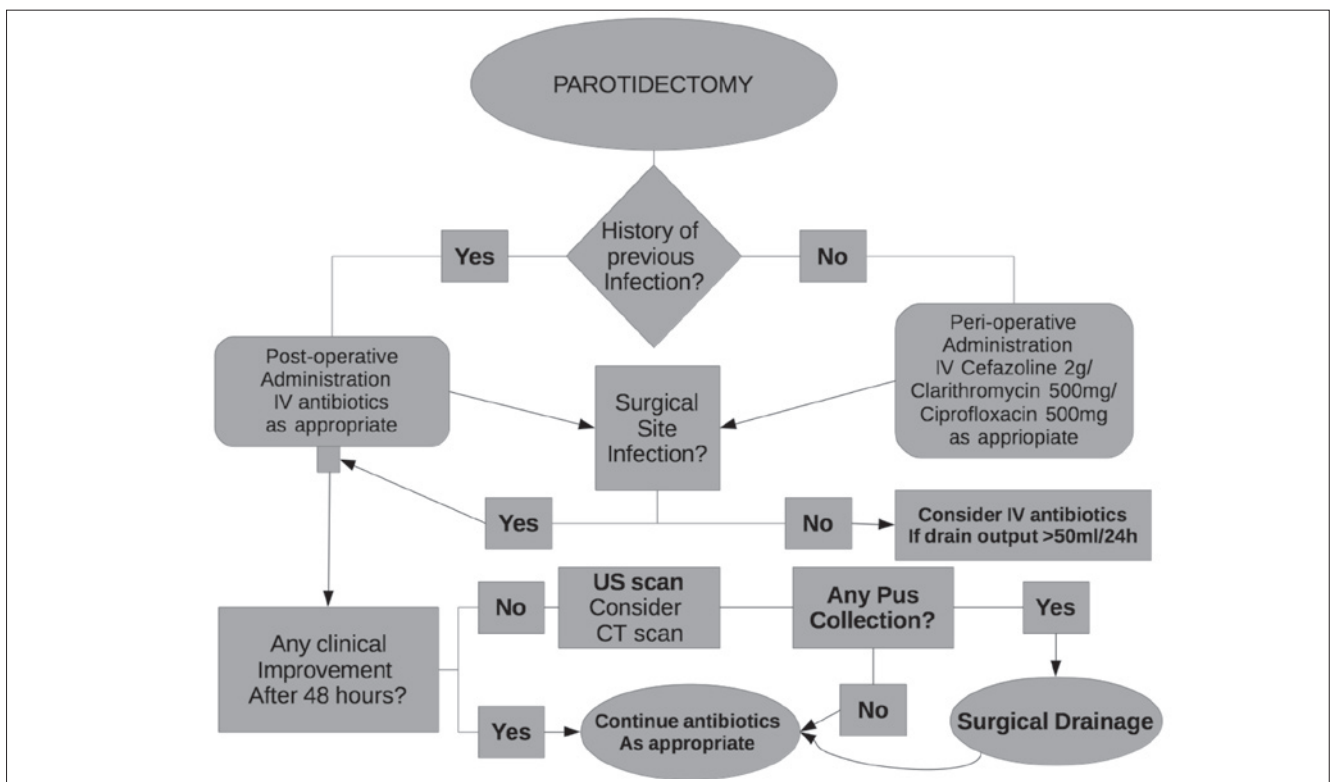 PAROTIDECTOMY
History of
previous
Infection?
Yes
No
Post-operative
Administration
IV antibiotics
as appropriate
Peri-operative
Administration
IV Cefazoline 2g/
Clarithromycin 500mg/
Ciprofloxacin 500mg
as appriopiate
Surgical
Site
Infection?
Yes
No
Consider IV antibiotics
If drain output >50ml/24h
Any clinical
Improvement
After 48 hours?
No
US scan
Consider
CT scan
Any Pus
Collection?
Yes
No
Yes
Continue antibiotics
As appropriate
Surgical Drainage